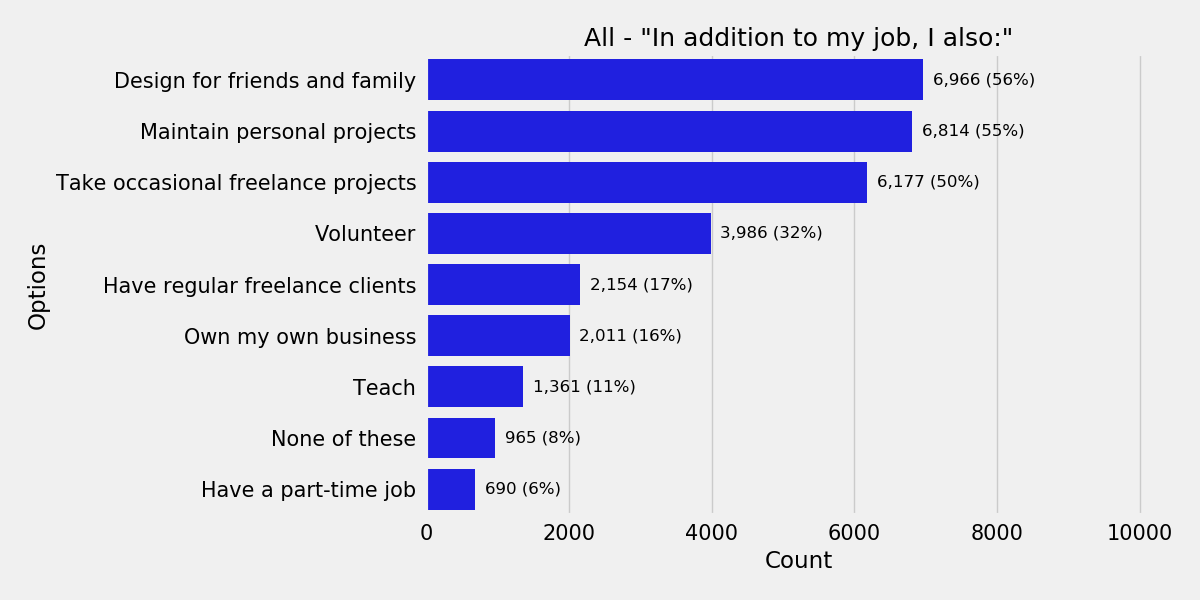 All - "In addition to my job, I also:"
Options
Design for friends and family 6,966 (56%)
Maintain personal projects 6,814 (55%)
Take occasional freelance projects 6,177 (50%)
Volunteer 3,986 (32%)
Have regular freelance clients 2,154 (17%)
Own my own business 2,011 (16%)
Teach 1,361 (11%)
None of these 965 (8%)
Have a part-time job 690 (6%)
0 2000 4000 6000 8000 10000
Count